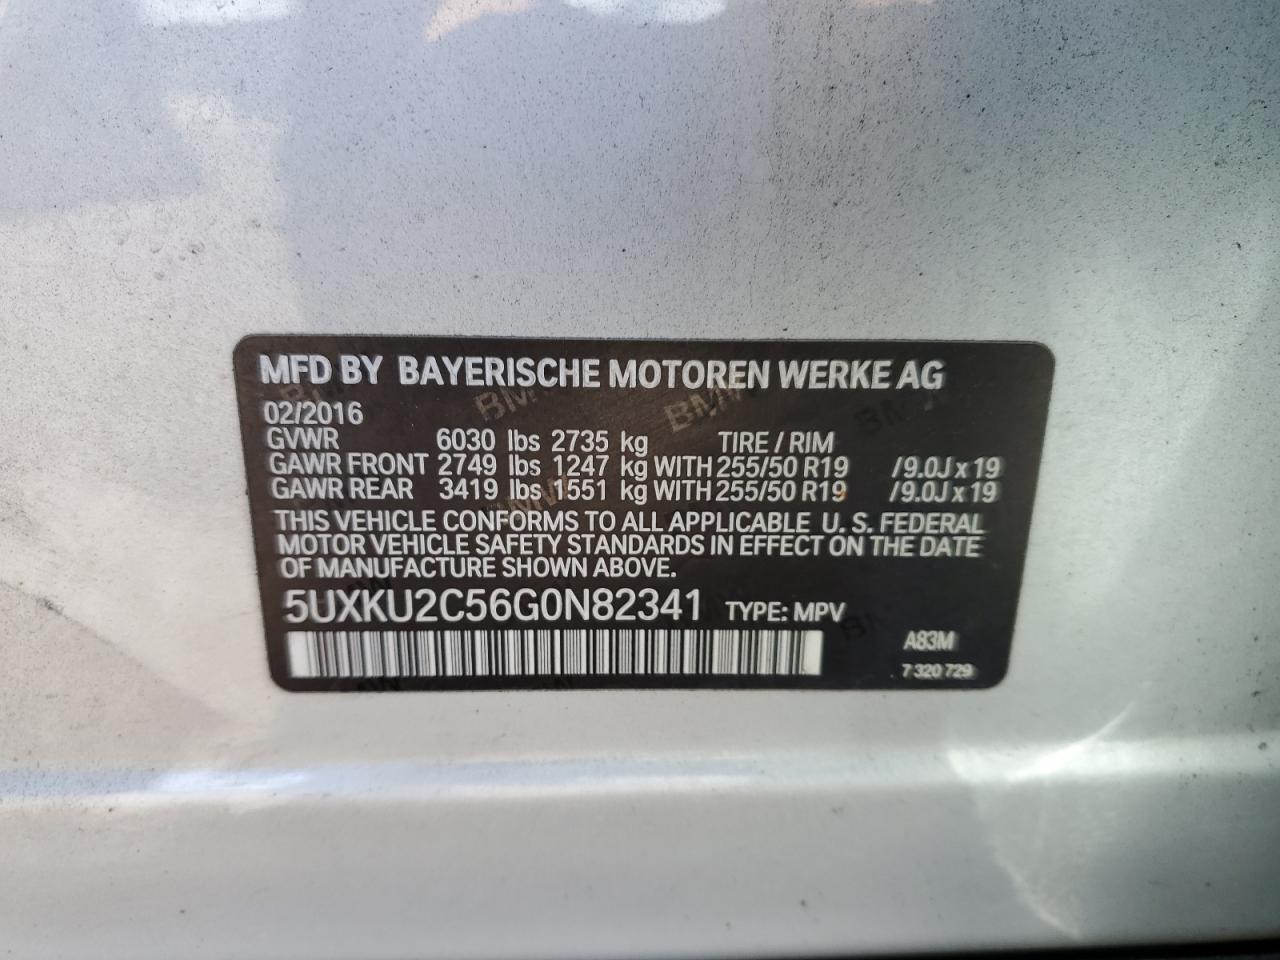 MFD BY BAYERISCHE MOTOREN WERKE AG
02/2016
GVWR 6030 lbs 2735 kg TIRE / RIM
GAWR FRONT 2749 lbs 1247 kg WITH 255/50 R19 /9.0J x 19
GAWR REAR 3419 lbs 1551 kg WITH 255/50 R19 /9.0J x 19
THIS VEHICLE CONFORMS TO ALL APPLICABLE U. S. FEDERAL
MOTOR VEHICLE SAFETY STANDARDS IN EFFECT ON THE DATE
OF MANUFACTURE SHOWN ABOVE.
5UXKU2C56G0N82341 TYPE: MPV
A83M
7 320 729